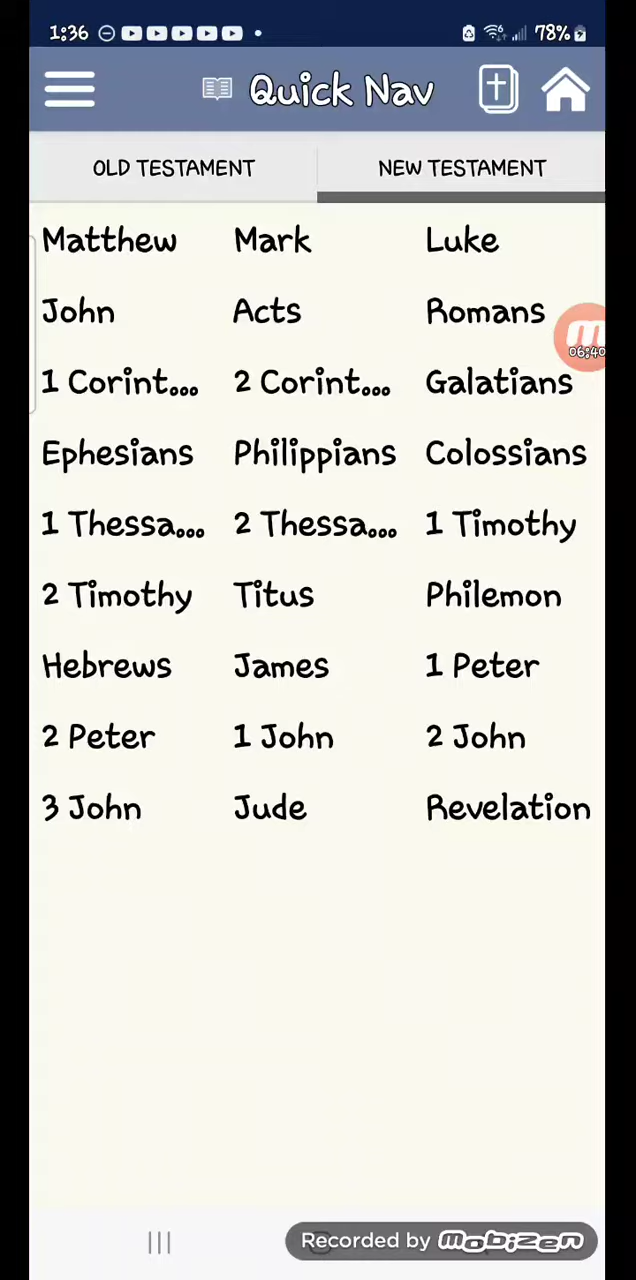 1:36 78%
Quick Nav
OLD TESTAMENT NEW TESTAMENT
Matthew Mark Luke
John Acts Romans
06:40
1 Corint... 2 Corint... Galatians
Ephesians Philippians Colossians
1 Thessa... 2 Thessa... 1 Timothy
2 Timothy Titus Philemon
Hebrews James 1 Peter
2 Peter 1 John 2 John
3 John Jude Revelation
Recorded by mobizen